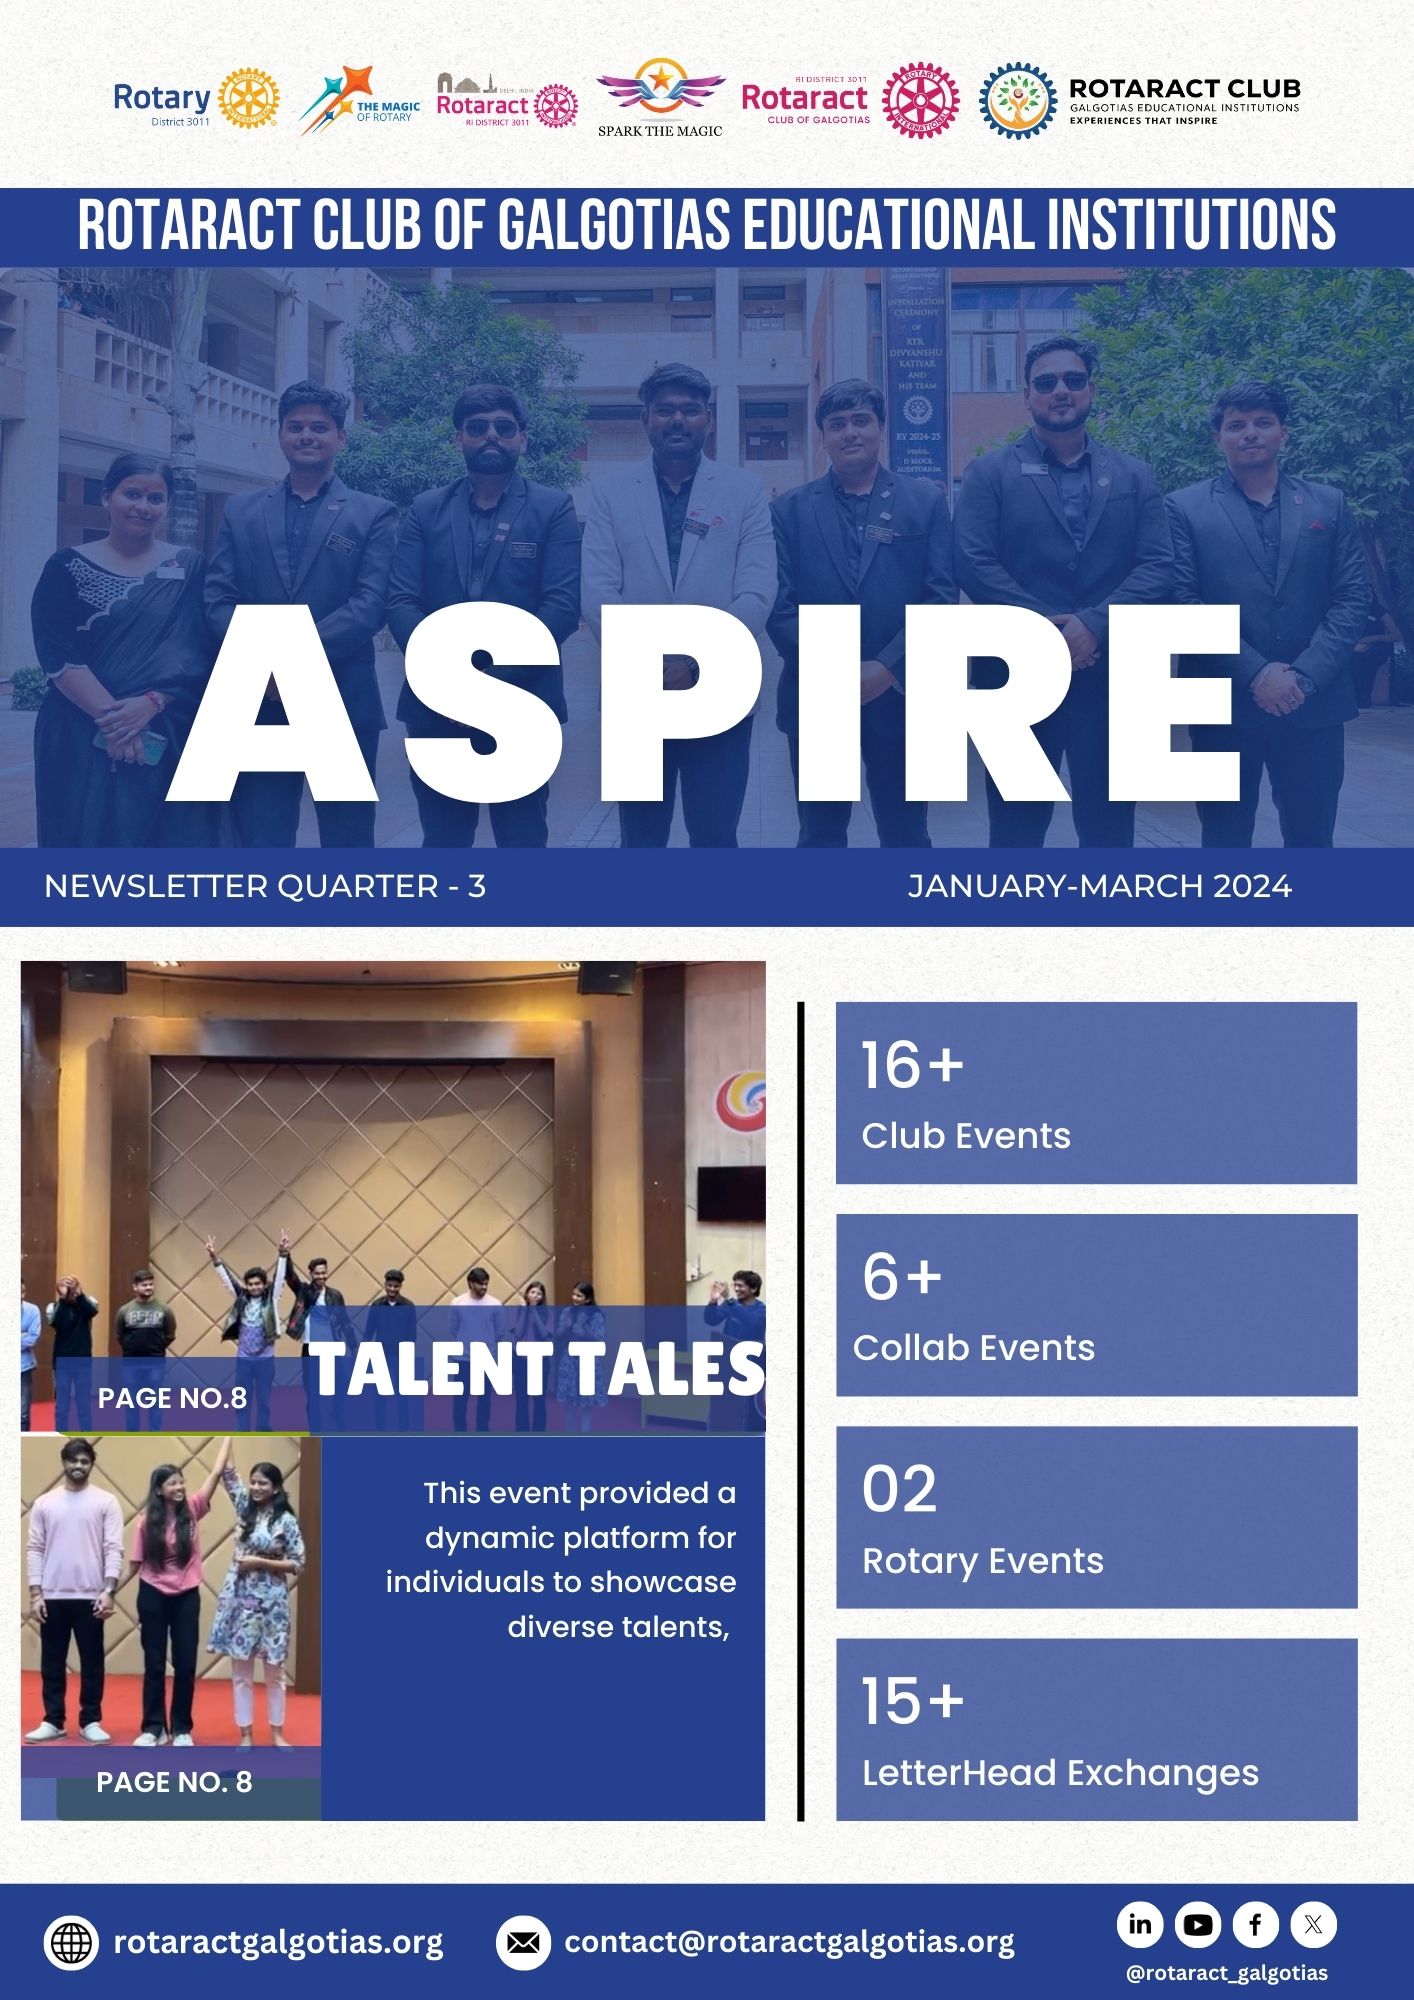 Rotary
District 3011
THE MAGIC
OF ROTARY
DELHI, INDIA
Rotaract
RI DISTRICT 3011
SPARK THE MAGIC
RI DISTRICT 3011
Rotaract
CLUB OF GALGOTIAS
ROTARY
INTERNATIONAL
ROTARACT CLUB
GALGOTIAS EDUCATIONAL INSTITUTIONS
EXPERIENCES THAT INSPIRE
ROTARACT CLUB OF GALGOTIAS EDUCATIONAL INSTITUTIONS
INSTALLATION
CEREMONY
OF
RTR.
DIVYANSHU
KATIYAR
AND
HIS TEAM
RY 2024-25
VENUE:-
D BLOCK
AUDITORIUM
ASPIRE
NEWSLETTER QUARTER - 3
JANUARY-MARCH 2024
TALENT TALES
PAGE NO.8
This event provided a
dynamic platform for
individuals to showcase
diverse talents,
PAGE NO. 8
16+
Club Events
6+
Collab Events
02
Rotary Events
15+
LetterHead Exchanges
rotaractgalgotias.org
contact@rotaractgalgotias.org
in
f
X
@rotaract_galgotias